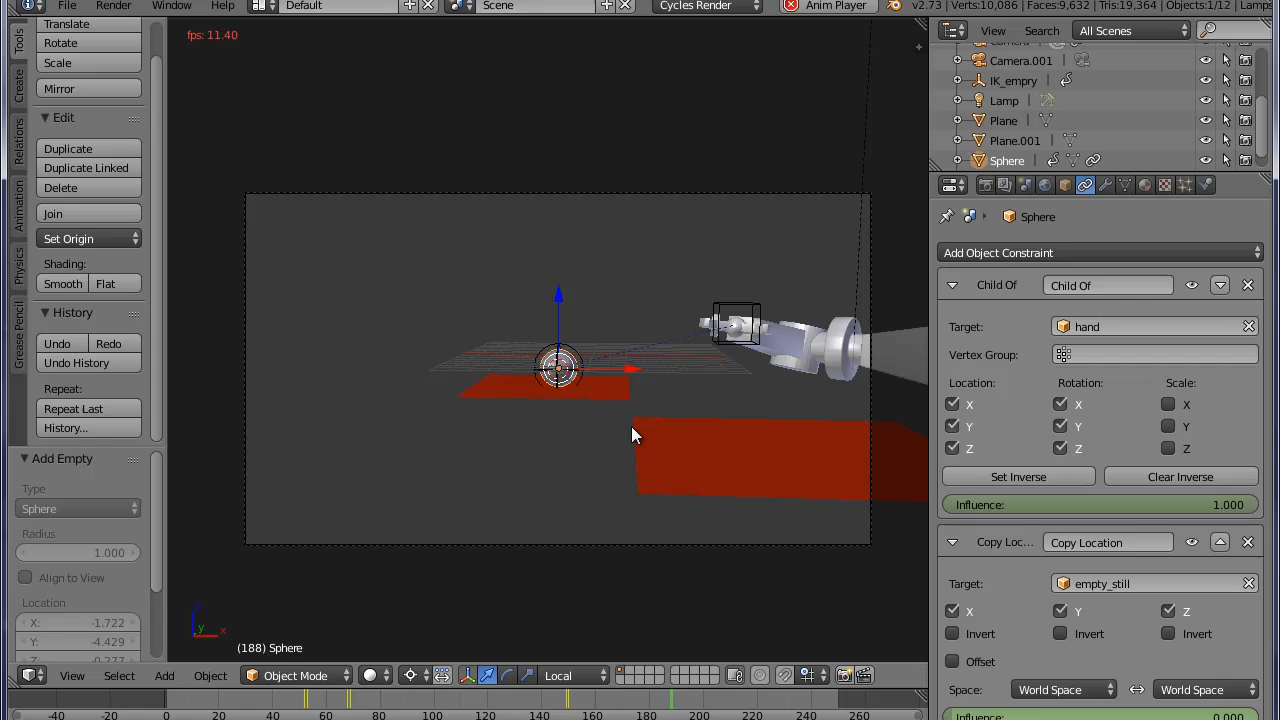 File Render Window Help Default Scene Cycles Render Anim Player v2.73 | Verts:10,086 | Faces:9,632 | Tris:19,364 | Objects:1/12 | Lamps
Translate
Rotate
Scale
Mirror
Edit
Duplicate
Duplicate Linked
Delete
Join
Set Origin
Shading:
Smooth Flat
History
Undo Redo
Undo History
Repeat:
Repeat Last
History...
Add Empty
Type
Sphere
Radius
1.000
Align to View
Location
X: -1.722
Y: -4.429
Tools
Create
Relations
Animation
Physics
Grease Pencil
fps: 11.40
z
y x
(188) Sphere
View Select Add Object Object Mode Local
-40 -20 0 20 40 60 80 100 120 140 160 180 200 220 240 260
View Search All Scenes
Camera.001
IK_empry
Lamp
Plane
Plane.001
Sphere
Sphere
Add Object Constraint
Child Of Child Of
Target: hand
Vertex Group:
Location: Rotation: Scale:
X X X
Y Y Y
Z Z Z
Set Inverse Clear Inverse
Influence: 1.000
Copy Loc... Copy Location
Target: empty_still
X Y Z
Invert Invert Invert
Offset
Space: World Space World Space
Influence: 0.000